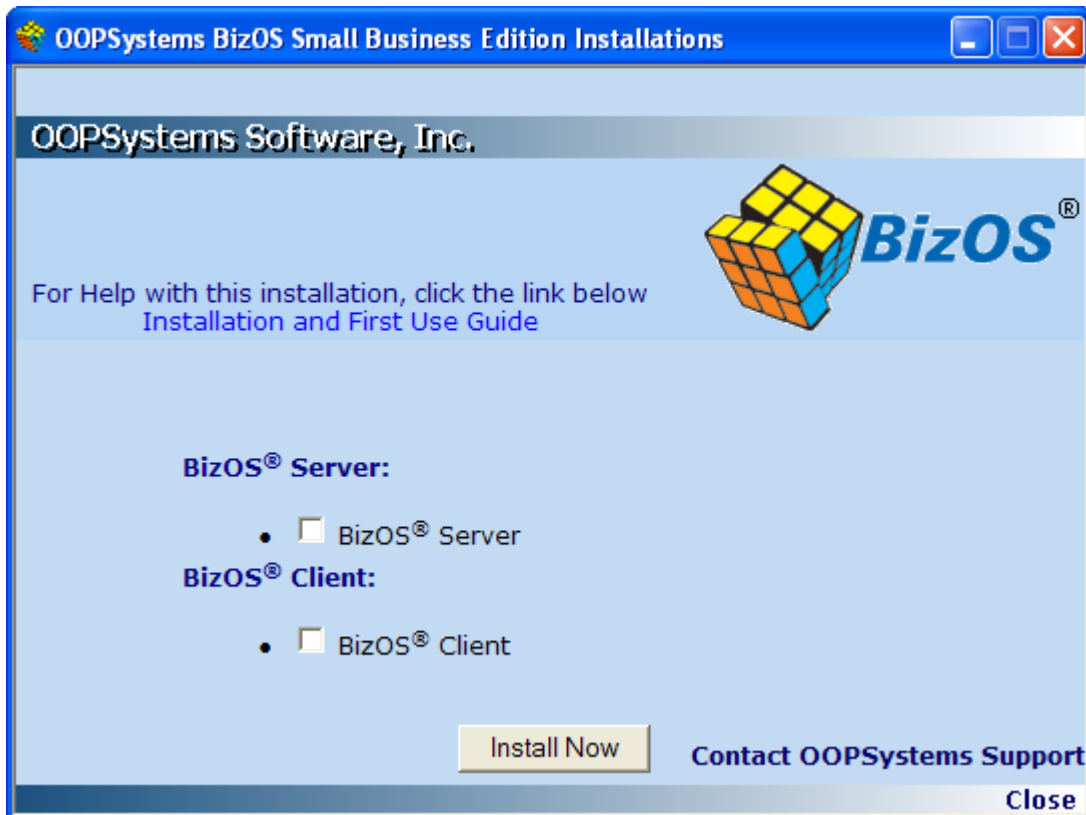 OOPSystems BizOS Small Business Edition Installations
OOPSystems Software, Inc.
BizOS®
For Help with this installation, click the link below
Installation and First Use Guide
BizOS® Server:
• BizOS® Server
BizOS® Client:
• BizOS® Client
Install Now
Contact OOPSystems Support
Close